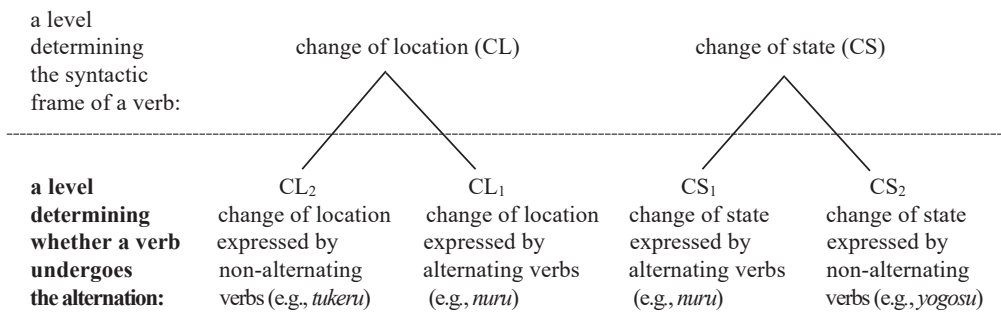 a level
determining
the syntactic
frame of a verb:
change of location (CL)
change of state (CS)
a level
determining
whether a verb
undergoes
the alternation:
CL₂
change of location
expressed by
non-alternating
verbs (e.g., tukeru)
CL₁
change of location
expressed by
alternating verbs
(e.g., nuru)
CS₁
change of state
expressed by
alternating verbs
(e.g., nuru)
CS₂
change of state
expressed by
non-alternating
verbs (e.g., yogosu)